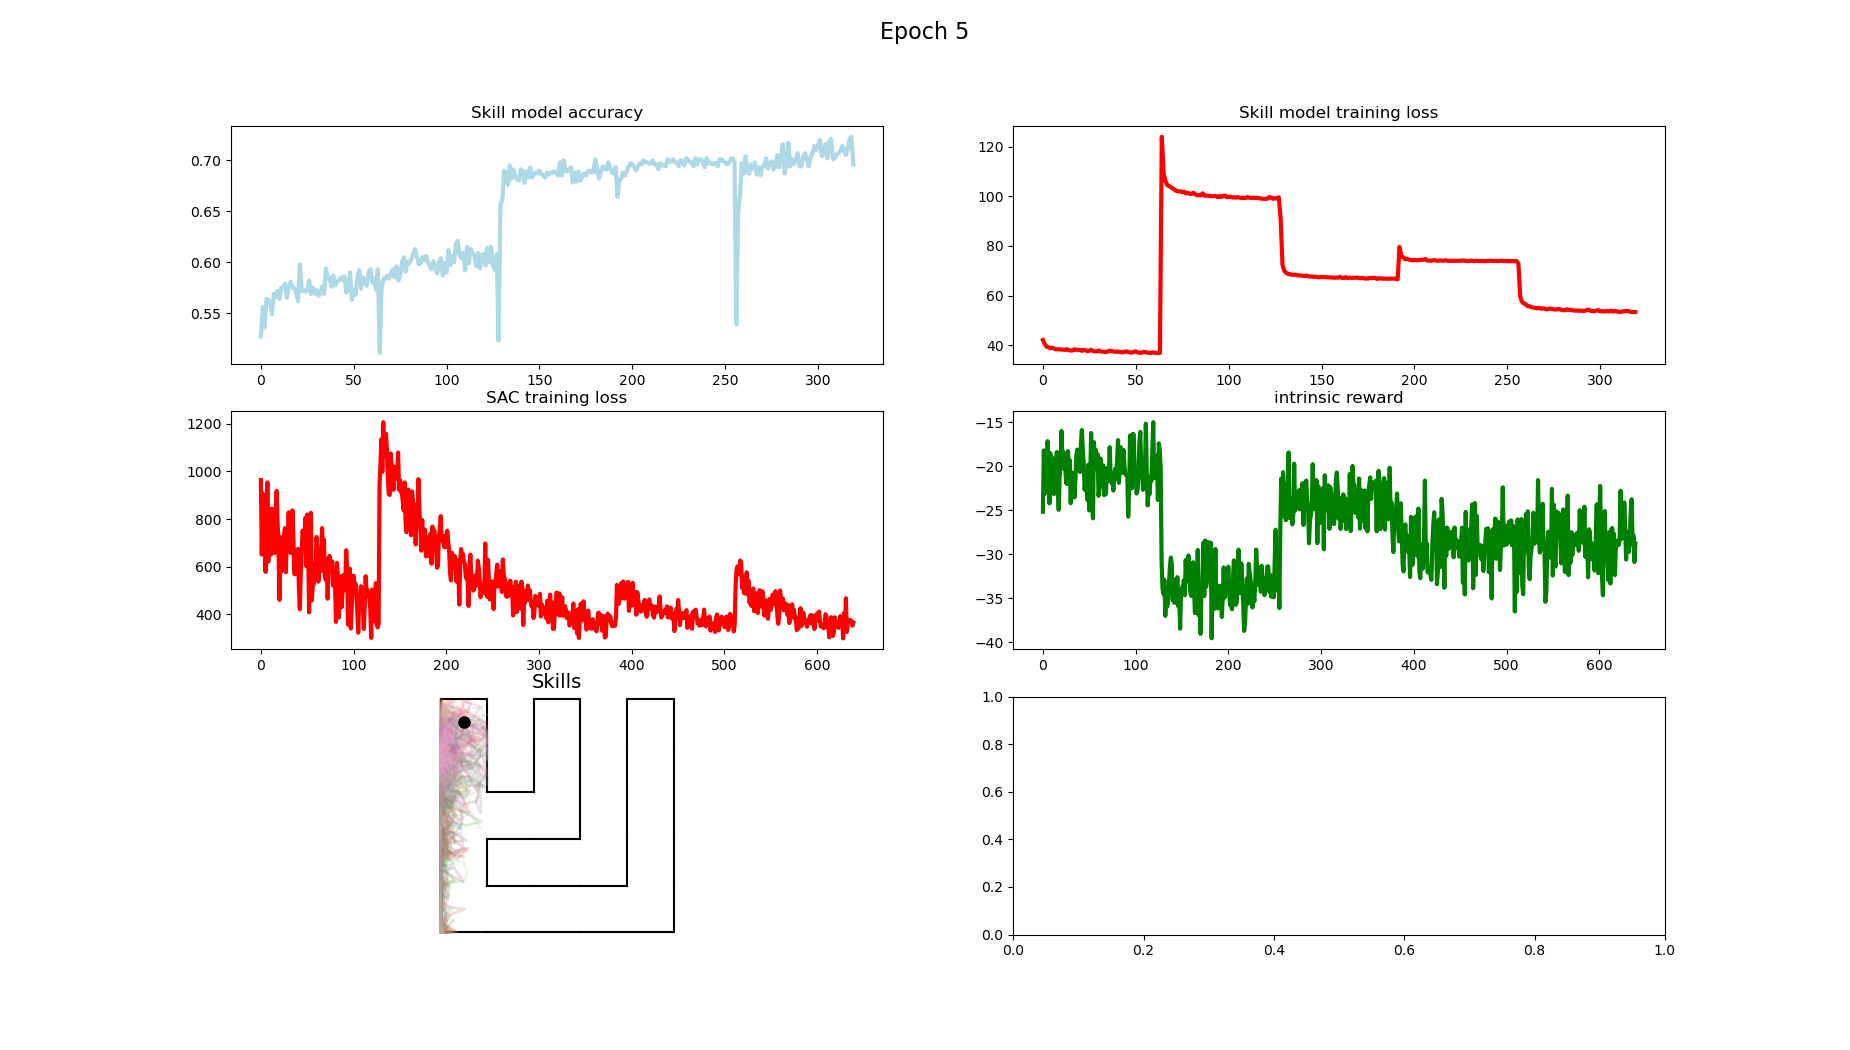 Epoch 5
Skill model accuracy
0.70
0.65
0.60
0.55
0 50 100 150 200 250 300
Skill model training loss
120
100
80
60
40
0 50 100 150 200 250 300
SAC training loss
1200
1000
800
600
400
0 100 200 300 400 500 600
intrinsic reward
−15
−20
−25
−30
−35
−40
0 100 200 300 400 500 600
Skills
1.0
0.8
0.6
0.4
0.2
0.0
0.0 0.2 0.4 0.6 0.8 1.0